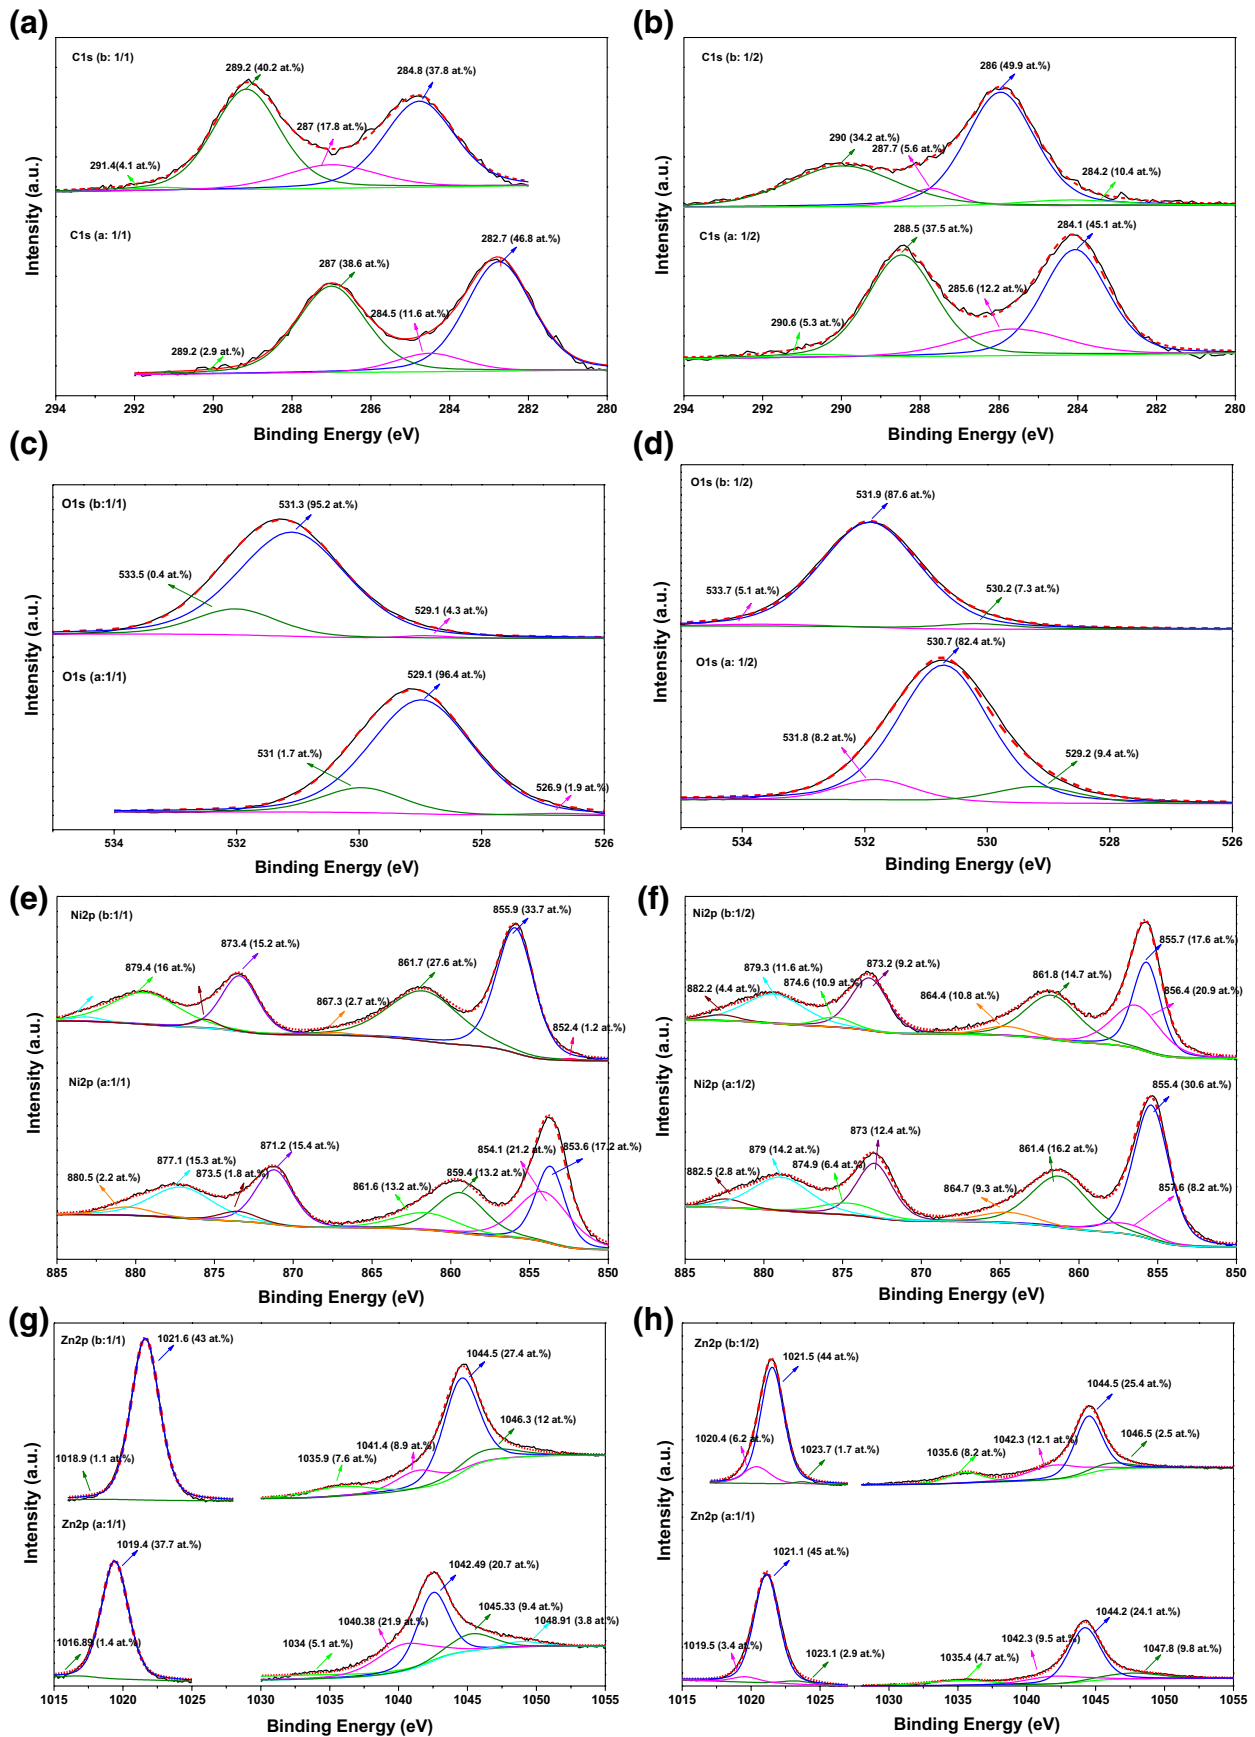 (a)
C1s (b: 1/1)
289.2 (40.2 at.%)
284.8 (37.8 at.%)
287 (17.8 at.%)
291.4(4.1 at.%)
C1s (a: 1/1)
282.7 (46.8 at.%)
287 (38.6 at.%)
284.5 (11.6 at.%)
289.2 (2.9 at.%)
Intensity (a.u.)
294 292 290 288 286 284 282 280
Binding Energy (eV)
(b)
C1s (b: 1/2)
286 (49.9 at.%)
290 (34.2 at.%)
287.7 (5.6 at.%)
284.2 (10.4 at.%)
C1s (a: 1/2)
288.5 (37.5 at.%)
284.1 (45.1 at.%)
285.6 (12.2 at.%)
290.6 (5.3 at.%)
Intensity (a.u.)
294 292 290 288 286 284 282 280
Binding Energy (eV)
(c)
O1s (b:1/1)
531.3 (95.2 at.%)
533.5 (0.4 at.%)
529.1 (4.3 at.%)
O1s (a:1/1)
529.1 (96.4 at.%)
531 (1.7 at.%)
526.9 (1.9 at.%)
Intensity (a.u.)
534 532 530 528 526
Binding Energy (eV)
(d)
O1s (b: 1/2)
531.9 (87.6 at.%)
533.7 (5.1 at.%)
530.2 (7.3 at.%)
O1s (a: 1/2)
530.7 (82.4 at.%)
531.8 (8.2 at.%)
529.2 (9.4 at.%)
Intensity (a.u.)
534 532 530 528 526
Binding Energy (eV)
(e)
Ni2p (b:1/1)
855.9 (33.7 at.%)
873.4 (15.2 at.%)
879.4 (16 at.%)
861.7 (27.6 at.%)
867.3 (2.7 at.%)
852.4 (1.2 at.%)
Ni2p (a:1/1)
871.2 (15.4 at.%)
877.1 (15.3 at.%)
873.5 (1.8 at.%)
880.5 (2.2 at.%)
854.1 (21.2 at.%)
853.6 (17.2 at.%)
859.4 (13.2 at.%)
861.6 (13.2 at.%)
Intensity (a.u.)
885 880 875 870 865 860 855 850
Binding Energy (eV)
(f)
Ni2p (b:1/2)
855.7 (17.6 at.%)
873.2 (9.2 at.%)
879.3 (11.6 at.%)
874.6 (10.9 at.%)
861.8 (14.7 at.%)
882.2 (4.4 at.%)
864.4 (10.8 at.%)
856.4 (20.9 at.%)
Ni2p (a:1/2)
855.4 (30.6 at.%)
873 (12.4 at.%)
879 (14.2 at.%)
861.4 (16.2 at.%)
874.9 (6.4 at.%)
882.5 (2.8 at.%)
864.7 (9.3 at.%)
857.6 (8.2 at.%)
Intensity (a.u.)
885 880 875 870 865 860 855 850
Binding Energy (eV)
(g)
Zn2p (b:1/1)
1021.6 (43 at.%)
1044.5 (27.4 at.%)
1046.3 (12 at.%)
1041.4 (8.9 at.%)
1035.9 (7.6 at.%)
1018.9 (1.1 at.%)
Zn2p (a:1/1)
1019.4 (37.7 at.%)
1042.49 (20.7 at.%)
1045.33 (9.4 at.%)
1040.38 (21.9 at.%)
1048.91 (3.8 at.%)
1034 (5.1 at.%)
1016.89 (1.4 at.%)
Intensity (a.u.)
1015 1020 1025 1030 1035 1040 1045 1050 1055
Binding Energy (eV)
(h)
Zn2p (b:1/2)
1021.5 (44 at.%)
1044.5 (25.4 at.%)
1020.4 (6.2 at.%)
1046.5 (2.5 at.%)
1042.3 (12.1 at.%)
1023.7 (1.7 at.%)
1035.6 (8.2 at.%)
Zn2p (a:1/1)
1021.1 (45 at.%)
1044.2 (24.1 at.%)
1042.3 (9.5 at.%)
1019.5 (3.4 at.%)
1023.1 (2.9 at.%)
1035.4 (4.7 at.%)
1047.8 (9.8 at.%)
Intensity (a.u.)
1015 1020 1025 1030 1035 1040 1045 1050 1055
Binding Energy (eV)